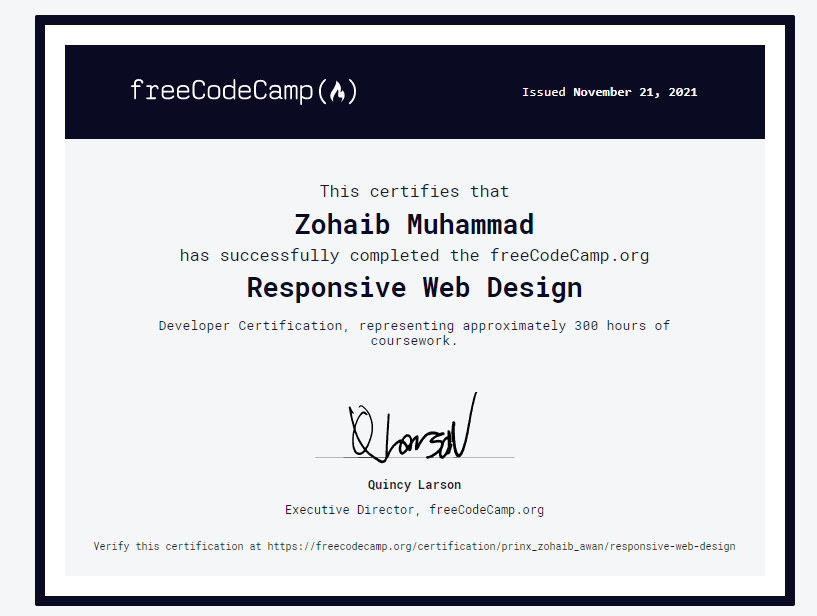 freeCodeCamp
Issued November 21, 2021
This certifies that
Zohaib Muhammad
has successfully completed the freeCodeCamp.org
Responsive Web Design
Developer Certification, representing approximately 300 hours of
coursework.
Q Larson
Quincy Larson
Executive Director, freeCodeCamp.org
Verify this certification at https://freecodecamp.org/certification/prinx_zohaib_awan/responsive-web-design